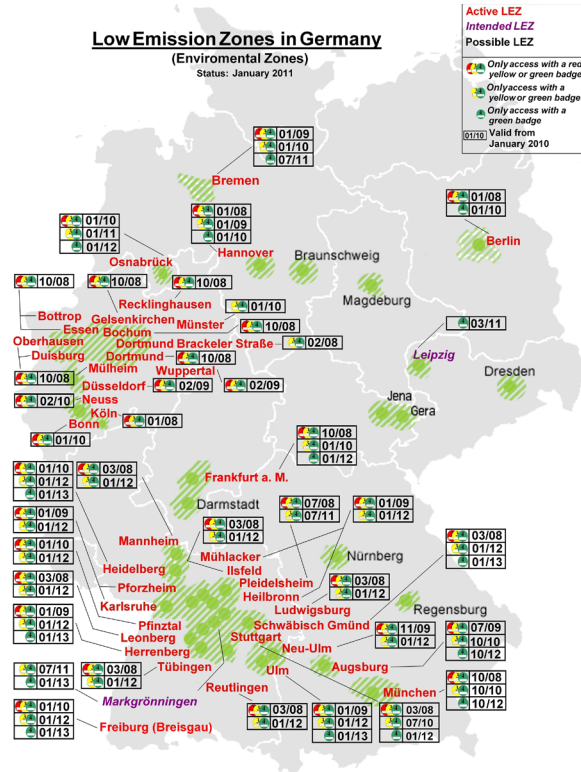 Low Emission Zones in Germany
(Enviromental Zones)
Status: January 2011
Active LEZ
Intended LEZ
Possible LEZ
Only access with a red
yellow or green badge
Only access with a
yellow or green badge
Only access with a
green badge
01/10 Valid from
January 2010
01/09
01/10
07/11
Bremen
01/08
01/10
Berlin
01/08
01/09
01/10
Hannover
01/10
01/11
01/12
Osnabrück
Braunschweig
Magdeburg
10/08
10/08
10/08
Recklinghausen
Bottrop
Gelsenkirchen
Münster
01/10
Essen
Bochum
10/08
Oberhausen
Dortmund Brackeler Straße
02/08
Duisburg
Dortmund
10/08
Mülheim
Wuppertal
02/09
10/08
Düsseldorf
02/09
02/10
Neuss
Köln
01/08
Bonn
01/10
03/11
Leipzig
Dresden
Jena
Gera
10/08
01/10
01/12
Frankfurt a. M.
Darmstadt
01/10
01/12
01/13
03/08
01/12
03/08
01/12
07/08
07/11
01/09
01/12
03/08
01/12
01/13
01/09
01/12
Mannheim
Mühlacker
Nürnberg
Heidelberg
Ilsfeld
01/10
01/12
Pforzheim
Pleidelsheim
03/08
01/12
Heilbronn
03/08
01/12
Karlsruhe
Ludwigsburg
Regensburg
Pfinztal
Schwäbisch Gmünd
01/09
01/12
01/13
Leonberg
Stuttgart
11/09
01/12
07/09
10/10
10/12
Herrenberg
Neu-Ulm
07/11
01/13
03/08
01/12
Tübingen
Ulm
Augsburg
Markgrönningen
Reutlingen
München
10/08
10/10
10/12
01/10
01/12
01/13
Freiburg (Breisgau)
03/08
01/12
01/09
01/12
01/13
03/08
07/10
01/12